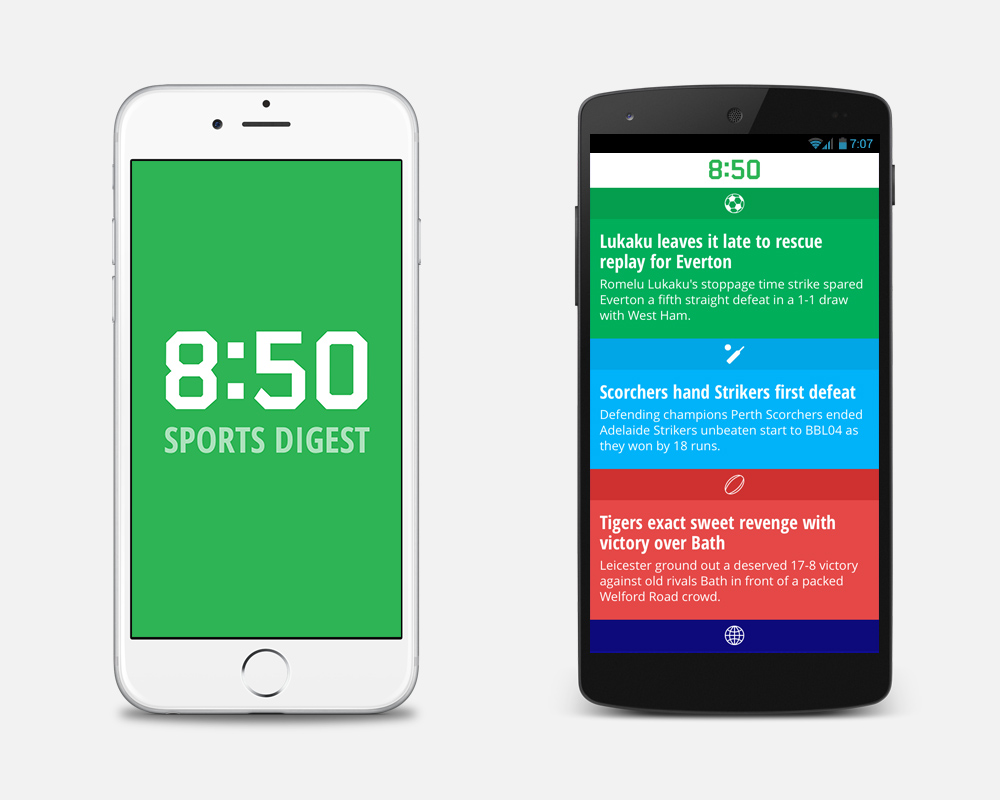 8:50
SPORTS DIGEST
7:07
8:50
Lukaku leaves it late to rescue
replay for Everton
Romelu Lukaku's stoppage time strike spared
Everton a fifth straight defeat in a 1-1 draw
with West Ham.
Scorchers hand Strikers first defeat
Defending champions Perth Scorchers ended
Adelaide Strikers unbeaten start to BBL04 as
they won by 18 runs.
Tigers exact sweet revenge with
victory over Bath
Leicester ground out a deserved 17-8 victory
against old rivals Bath in front of a packed
Welford Road crowd.